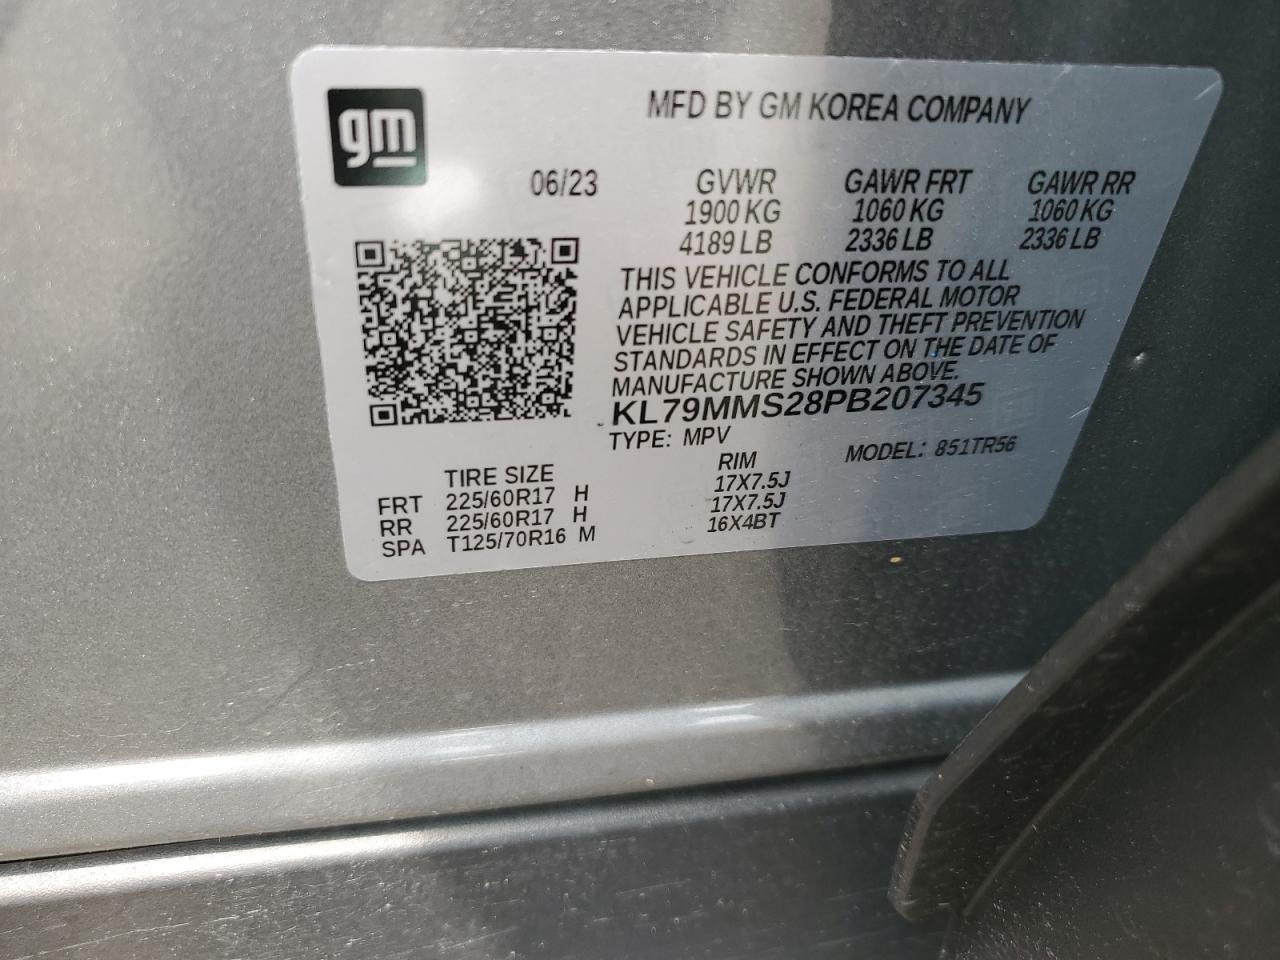 gm
MFD BY GM KOREA COMPANY
06/23 GVWR GAWR FRT GAWR RR
1900 KG 1060 KG 1060 KG
4189 LB 2336 LB 2336 LB
THIS VEHICLE CONFORMS TO ALL
APPLICABLE U.S. FEDERAL MOTOR
VEHICLE SAFETY AND THEFT PREVENTION
STANDARDS IN EFFECT ON THE DATE OF
MANUFACTURE SHOWN ABOVE.
KL79MMS28PB207345
TYPE: MPV MODEL: 851TR56
TIRE SIZE RIM
FRT 225/60R17 H 17X7.5J
RR 225/60R17 H 17X7.5J
SPA T125/70R16 M 16X4BT